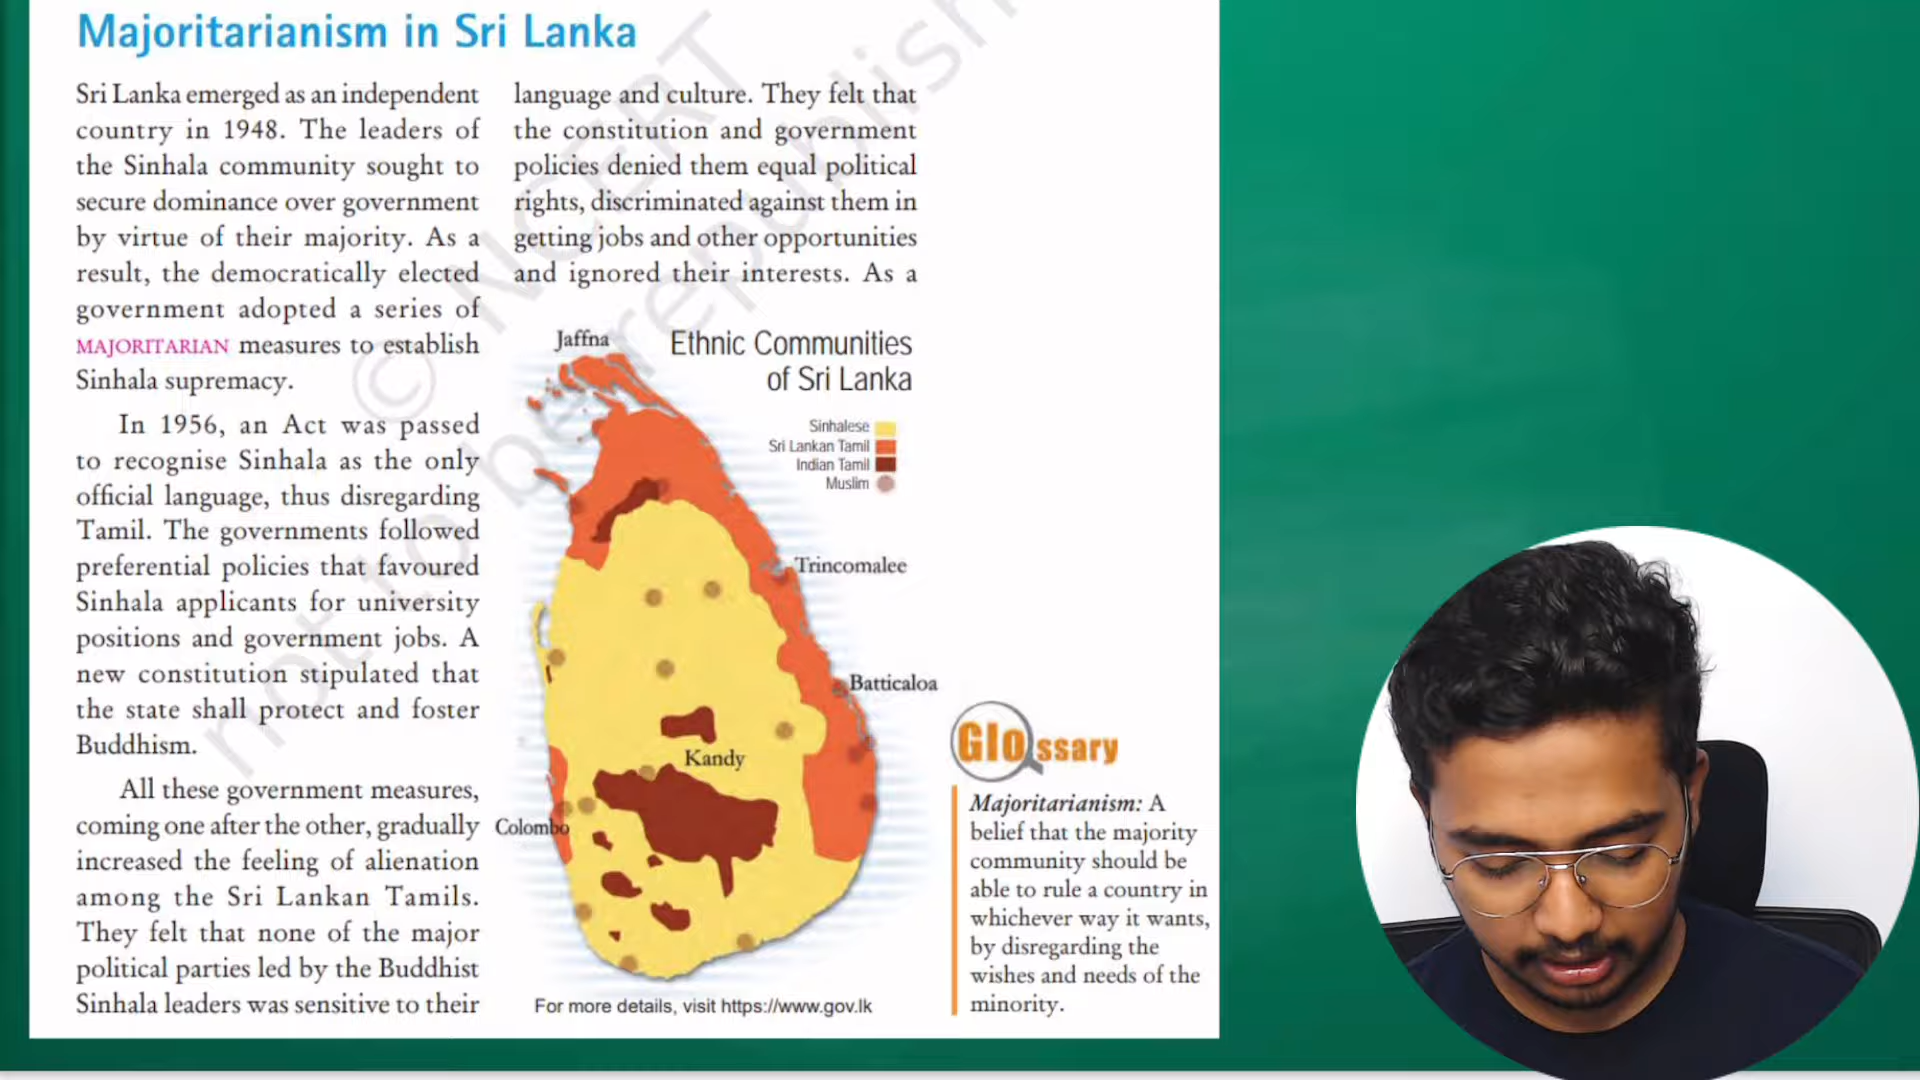 Majoritarianism in Sri Lanka
Sri Lanka emerged as an independent
country in 1948. The leaders of
the Sinhala community sought to
secure dominance over government
by virtue of their majority. As a
result, the democratically elected
government adopted a series of
MAJORITARIAN measures to establish
Sinhala supremacy.
In 1956, an Act was passed
to recognise Sinhala as the only
official language, thus disregarding
Tamil. The governments followed
preferential policies that favoured
Sinhala applicants for university
positions and government jobs. A
new constitution stipulated that
the state shall protect and foster
Buddhism.
All these government measures,
coming one after the other, gradually
increased the feeling of alienation
among the Sri Lankan Tamils.
They felt that none of the major
political parties led by the Buddhist
Sinhala leaders was sensitive to their
language and culture. They felt that
the constitution and government
policies denied them equal political
rights, discriminated against them in
getting jobs and other opportunities
and ignored their interests. As a
Ethnic Communities
of Sri Lanka
Sinhalese
Sri Lankan Tamil
Indian Tamil
Muslim
Jaffna
Trincomalee
Batticaloa
Kandy
Colombo
For more details, visit https://www.gov.lk
Glossary
Majoritarianism: A
belief that the majority
community should be
able to rule a country in
whichever way it wants,
by disregarding the
wishes and needs of the
minority.
© NCERT
not to be republish